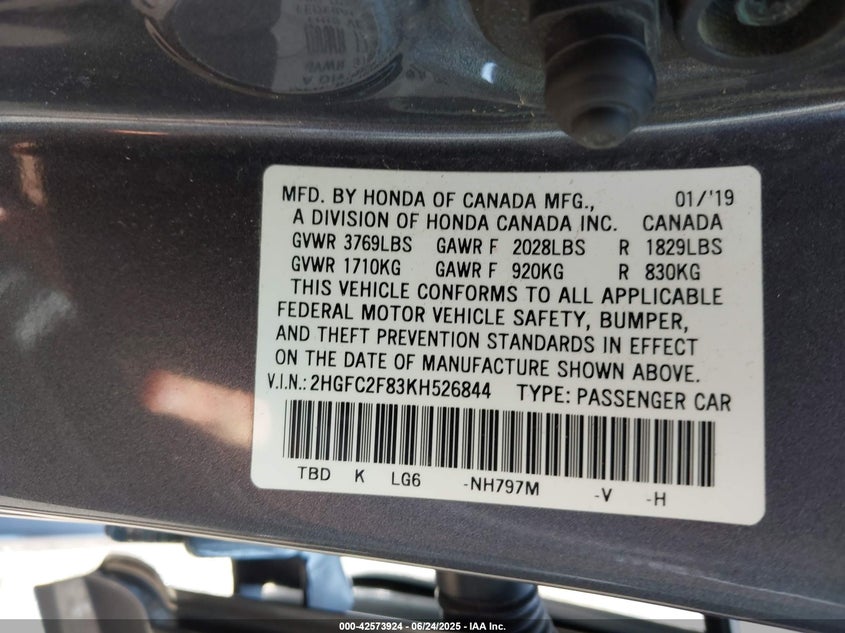 MFD. BY HONDA OF CANADA MFG., 01/'19
A DIVISION OF HONDA CANADA INC. CANADA
GVWR 3769LBS GAWR F 2028LBS R 1829LBS
GVWR 1710KG GAWR F 920KG R 830KG
THIS VEHICLE CONFORMS TO ALL APPLICABLE
FEDERAL MOTOR VEHICLE SAFETY, BUMPER,
AND THEFT PREVENTION STANDARDS IN EFFECT
ON THE DATE OF MANUFACTURE SHOWN ABOVE.
V.I.N.: 2HGFC2F83KH526844 TYPE: PASSENGER CAR
TBD K LG6 -NH797M -V -H
000-42573924 - 06/24/2025 - IAA Inc.